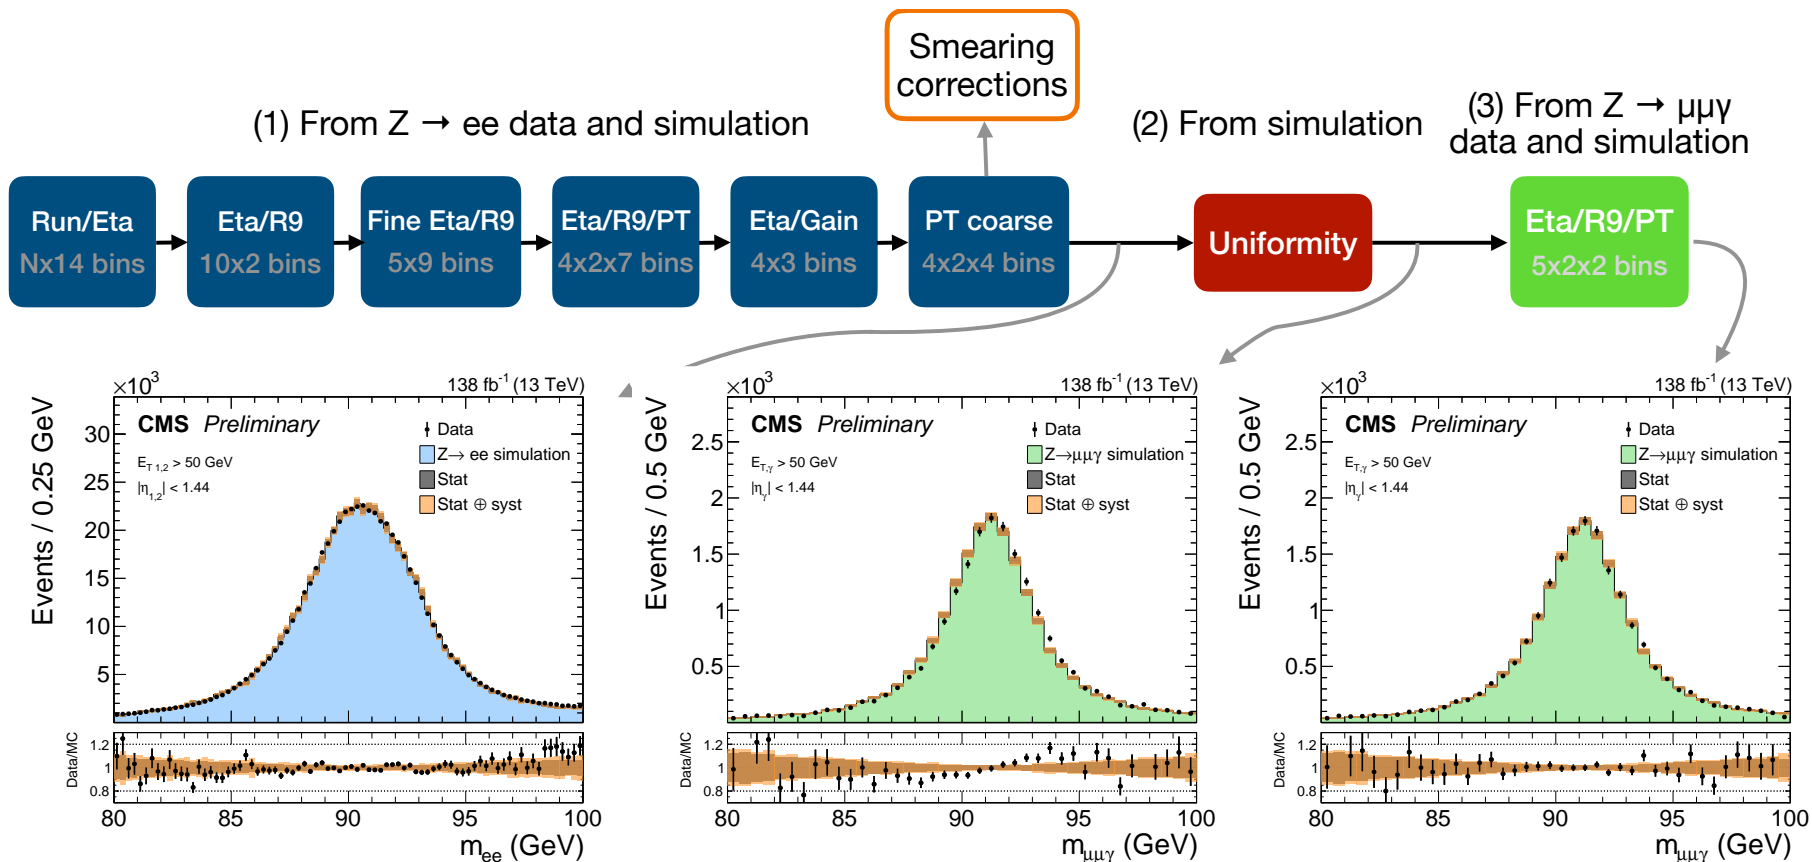 Smearing
corrections
(1) From Z → ee data and simulation
(2) From simulation
(3) From Z → μμγ
data and simulation
Run/Eta
Nx14 bins
Eta/R9
10x2 bins
Fine Eta/R9
5x9 bins
Eta/R9/PT
4x2x7 bins
Eta/Gain
4x3 bins
PT coarse
4x2x4 bins
Uniformity
Eta/R9/PT
5x2x2 bins
×10³
138 fb⁻¹ (13 TeV)
CMS Preliminary
E_T 1,2 > 50 GeV
|η_1,2| < 1.44
Data
Z→ ee simulation
Stat
Stat ⊕ syst
Events / 0.25 GeV
30
25
20
15
10
5
Data/MC
1.2
1
0.8
80 85 90 95 100
m_ee (GeV)
×10³
138 fb⁻¹ (13 TeV)
CMS Preliminary
E_T,γ > 50 GeV
|η_γ| < 1.44
Data
Z→μμγ simulation
Stat
Stat ⊕ syst
Events / 0.5 GeV
2.5
2
1.5
1
0.5
Data/MC
1.2
1
0.8
80 85 90 95 100
m_μμγ (GeV)
×10³
138 fb⁻¹ (13 TeV)
CMS Preliminary
E_T,γ > 50 GeV
|η_γ| < 1.44
Data
Z→μμγ simulation
Stat
Stat ⊕ syst
Events / 0.5 GeV
2.5
2
1.5
1
0.5
Data/MC
1.2
1
0.8
80 85 90 95 100
m_μμγ (GeV)